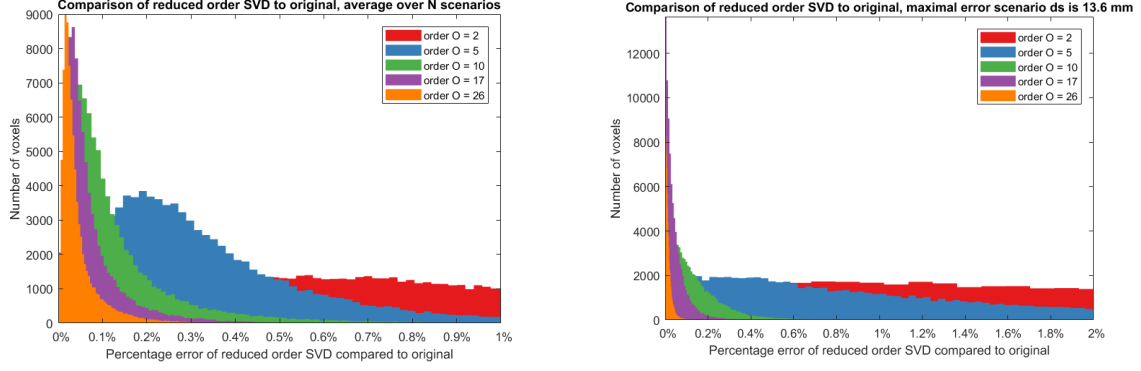 Comparison of reduced order SVD to original, average over N scenarios
9000
8000
7000
6000
5000
4000
3000
2000
1000
0
Number of voxels
order O = 2
order O = 5
order O = 10
order O = 17
order O = 26
0% 0.1% 0.2% 0.3% 0.4% 0.5% 0.6% 0.7% 0.8% 0.9% 1%
Percentage error of reduced order SVD compared to original
Comparison of reduced order SVD to original, maximal error scenario ds is 13.6 mm
12000
10000
8000
6000
4000
2000
0
Number of voxels
order O = 2
order O = 5
order O = 10
order O = 17
order O = 26
0% 0.2% 0.4% 0.6% 0.8% 1% 1.2% 1.4% 1.6% 1.8% 2%
Percentage error of reduced order SVD compared to original